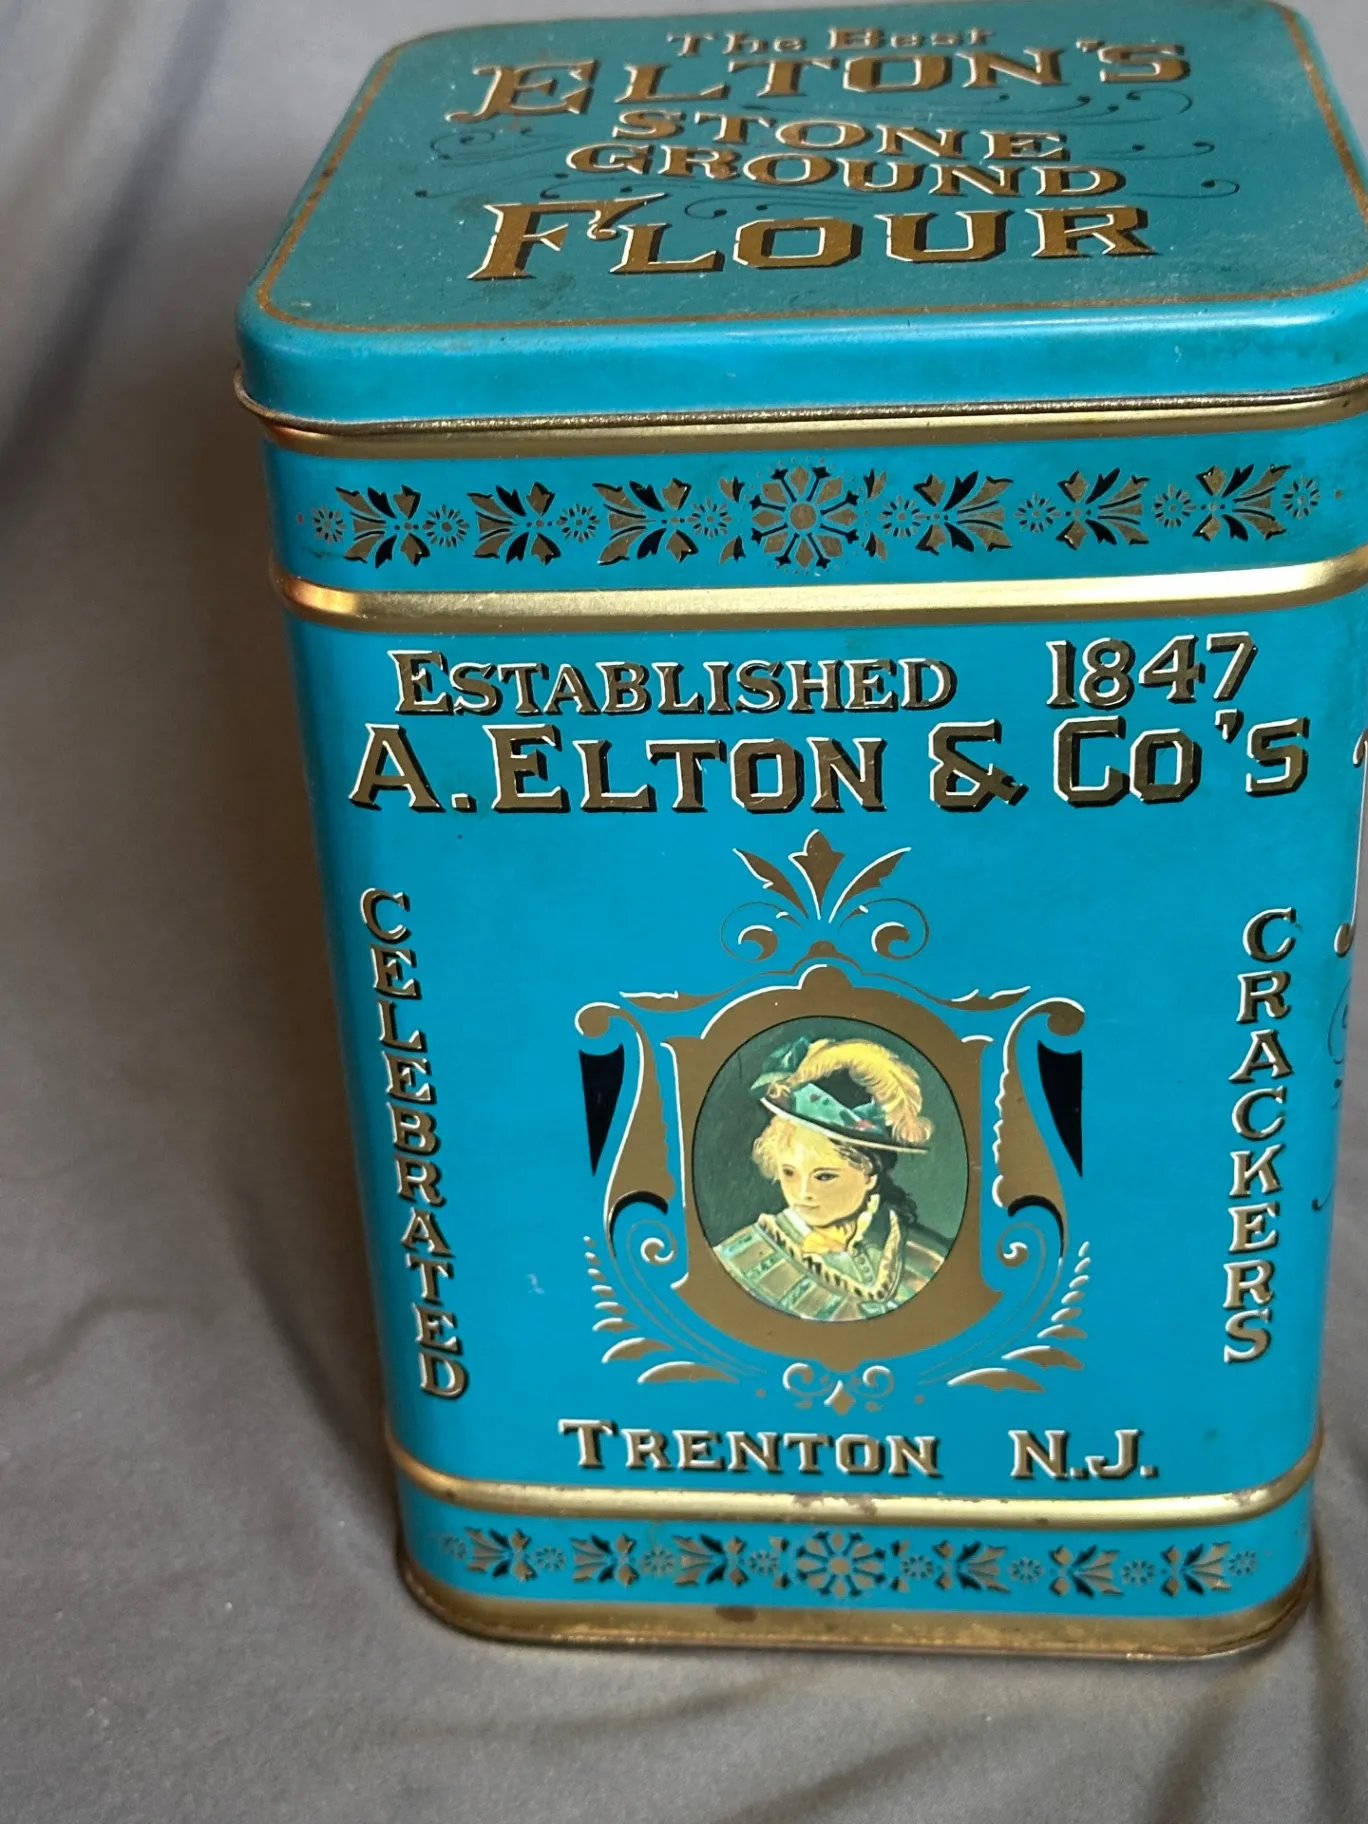 The Best
ELTON'S
STONE
GROUND
FLOUR
ESTABLISHED 1847
A. ELTON & CO'S
CELEBRATED
CRACKERS
TRENTON N.J.